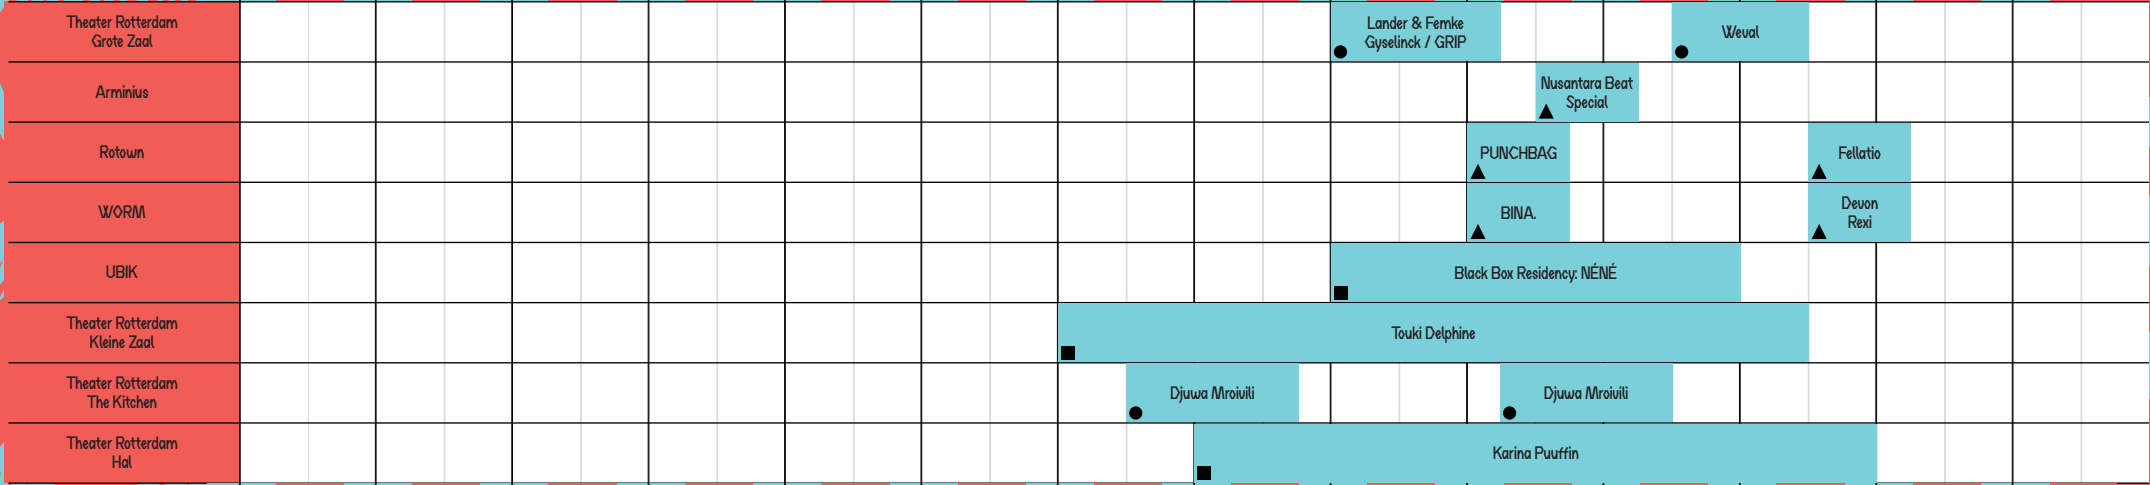 Theater Rotterdam
Grote Zaal
Lander & Femke
Gyselinck / GRIP
Weval
Arminius
Nusantara Beat
Special
Rotown
PUNCHBAG
Fellatio
WORM
BINA.
Devon
Rexi
UBIK
Black Box Residency: NÉNÉ
Theater Rotterdam
Kleine Zaal
Touki Delphine
Theater Rotterdam
The Kitchen
Djuwa Mroivili
Djuwa Mroivili
Theater Rotterdam
Hal
Karina Puuffin